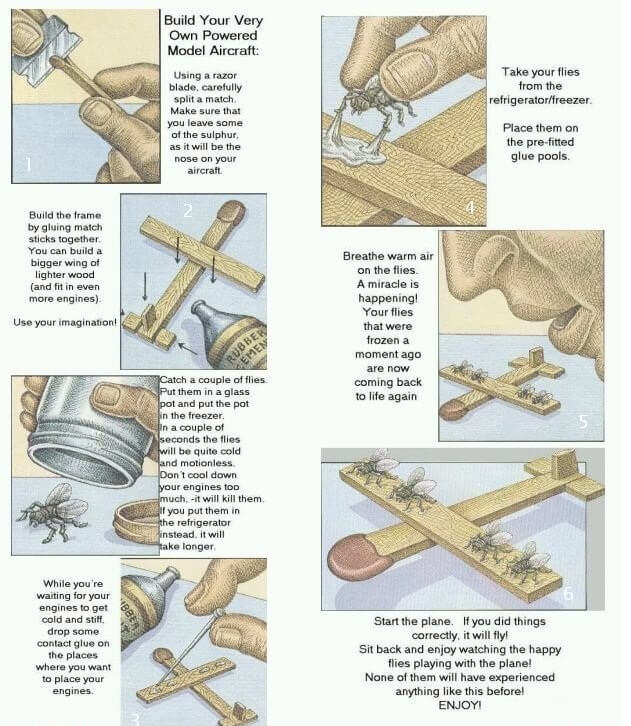 Build Your Very
Own Powered
Model Aircraft:
Using a razor
blade, carefully
split a match.
Make sure that
you leave some
of the sulphur,
as it will be the
nose on your
aircraft.
1
Build the frame
by gluing match
sticks together.
You can build a
bigger wing of
lighter wood
(and fit in even
more engines).
Use your imagination!
2
RUBBER
CEMENT
Catch a couple of flies.
Put them in a glass
pot and put the pot
in the freezer.
In a couple of
seconds the flies
will be quite cold
and motionless.
Don't cool down
your engines too
much, -it will kill them.
If you put them in
the refrigerator
instead, it will
take longer.
While you're
waiting for your
engines to get
cold and stiff,
drop some
contact glue on
the places
where you want
to place your
engines.
3
Take your flies
from the
refrigerator/freezer.
Place them on
the pre-fitted
glue pools.
4
Breathe warm air
on the flies.
A miracle is
happening!
Your flies
that were
frozen a
moment ago
are now
coming back
to life again
5
6
Start the plane. If you did things
correctly, it will fly!
Sit back and enjoy watching the happy
flies playing with the plane!
None of them will have experienced
anything like this before!
ENJOY!